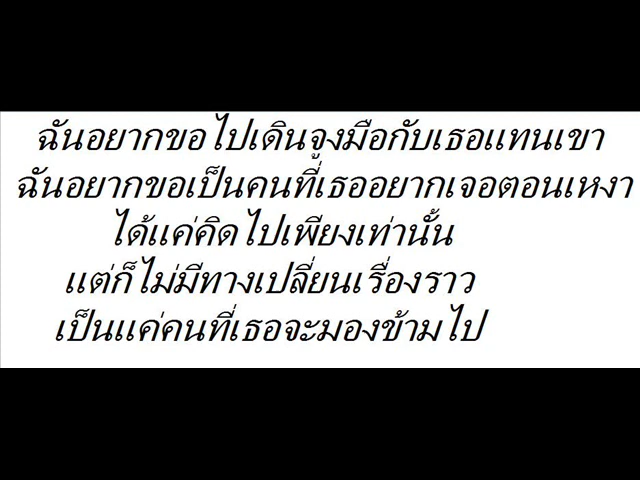 ฉันอยากขอไปเดินจูงมือกับเธอแทนเขา
ฉันอยากขอเป็นคนที่เธออยากเจอตอนเหงา
ได้แค่คิดไปเพียงเท่านั้น
แต่ก็ไม่มีทางเปลี่ยนเรื่องราว
เป็นแค่คนที่เธอจะมองข้ามไป